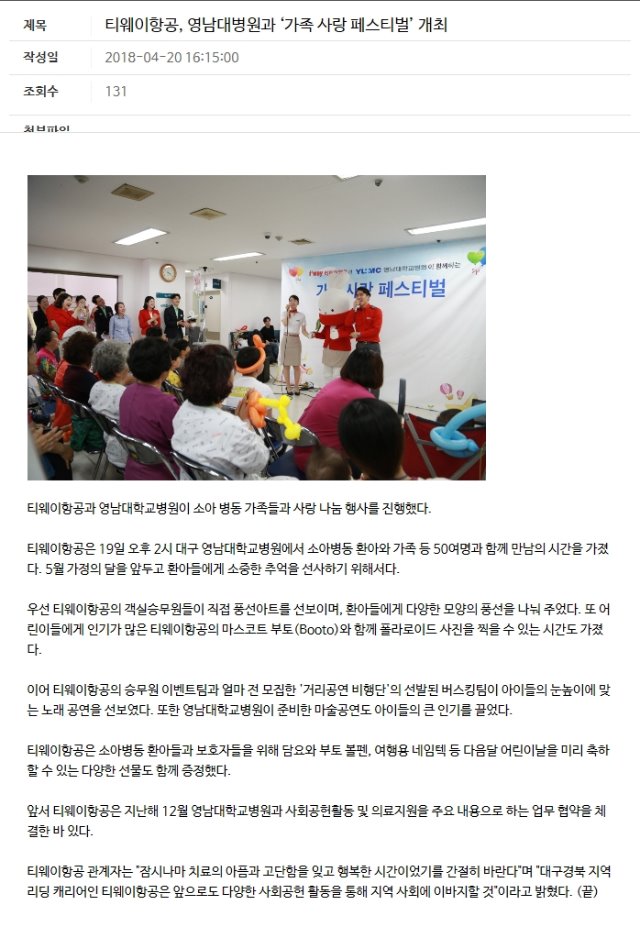 제목 티웨이항공, 영남대병원과 ‘가족 사랑 페스티벌’ 개최
작성일 2018-04-20 16:15:00
조회수 131
첨부파일
t'way YUMC 영남대학교병원이 함께하는
사랑 페스티벌
티웨이항공과 영남대학교병원이 소아 병동 가족들과 사랑 나눔 행사를 진행했다.
티웨이항공은 19일 오후 2시 대구 영남대학교병원에서 소아병동 환아와 가족 등 50여명과 함께 만남의 시간을 가졌
다. 5월 가정의 달을 앞두고 환아들에게 소중한 추억을 선사하기 위해서다.
우선 티웨이항공의 객실승무원들이 직접 풍선아트를 선보이며, 환아들에게 다양한 모양의 풍선을 나눠 주었다. 또 어
린이들에게 인기가 많은 티웨이항공의 마스코트 부토(Booto)와 함께 폴라로이드 사진을 찍을 수 있는 시간도 가졌
다.
이어 티웨이항공의 승무원 이벤트팀과 얼마 전 모집한 '거리공연 비행단'의 선발된 버스킹팀이 아이들의 눈높이에 맞
는 노래 공연을 선보였다. 또한 영남대학교병원이 준비한 마술공연도 아이들의 큰 인기를 끌었다.
티웨이항공은 소아병동 환아들과 보호자들을 위해 담요와 부토 볼펜, 여행용 네임텍 등 다음달 어린이날을 미리 축하
할 수 있는 다양한 선물도 함께 증정했다.
앞서 티웨이항공은 지난해 12월 영남대학교병원과 사회공헌활동 및 의료지원을 주요 내용으로 하는 업무 협약을 체
결한 바 있다.
티웨이항공 관계자는 "잠시나마 치료의 아픔과 고단함을 잊고 행복한 시간이었기를 간절히 바란다"며 "대구경북 지역
리딩 캐리어인 티웨이항공은 앞으로도 다양한 사회공헌 활동을 통해 지역 사회에 이바지할 것"이라고 밝혔다. (끝)